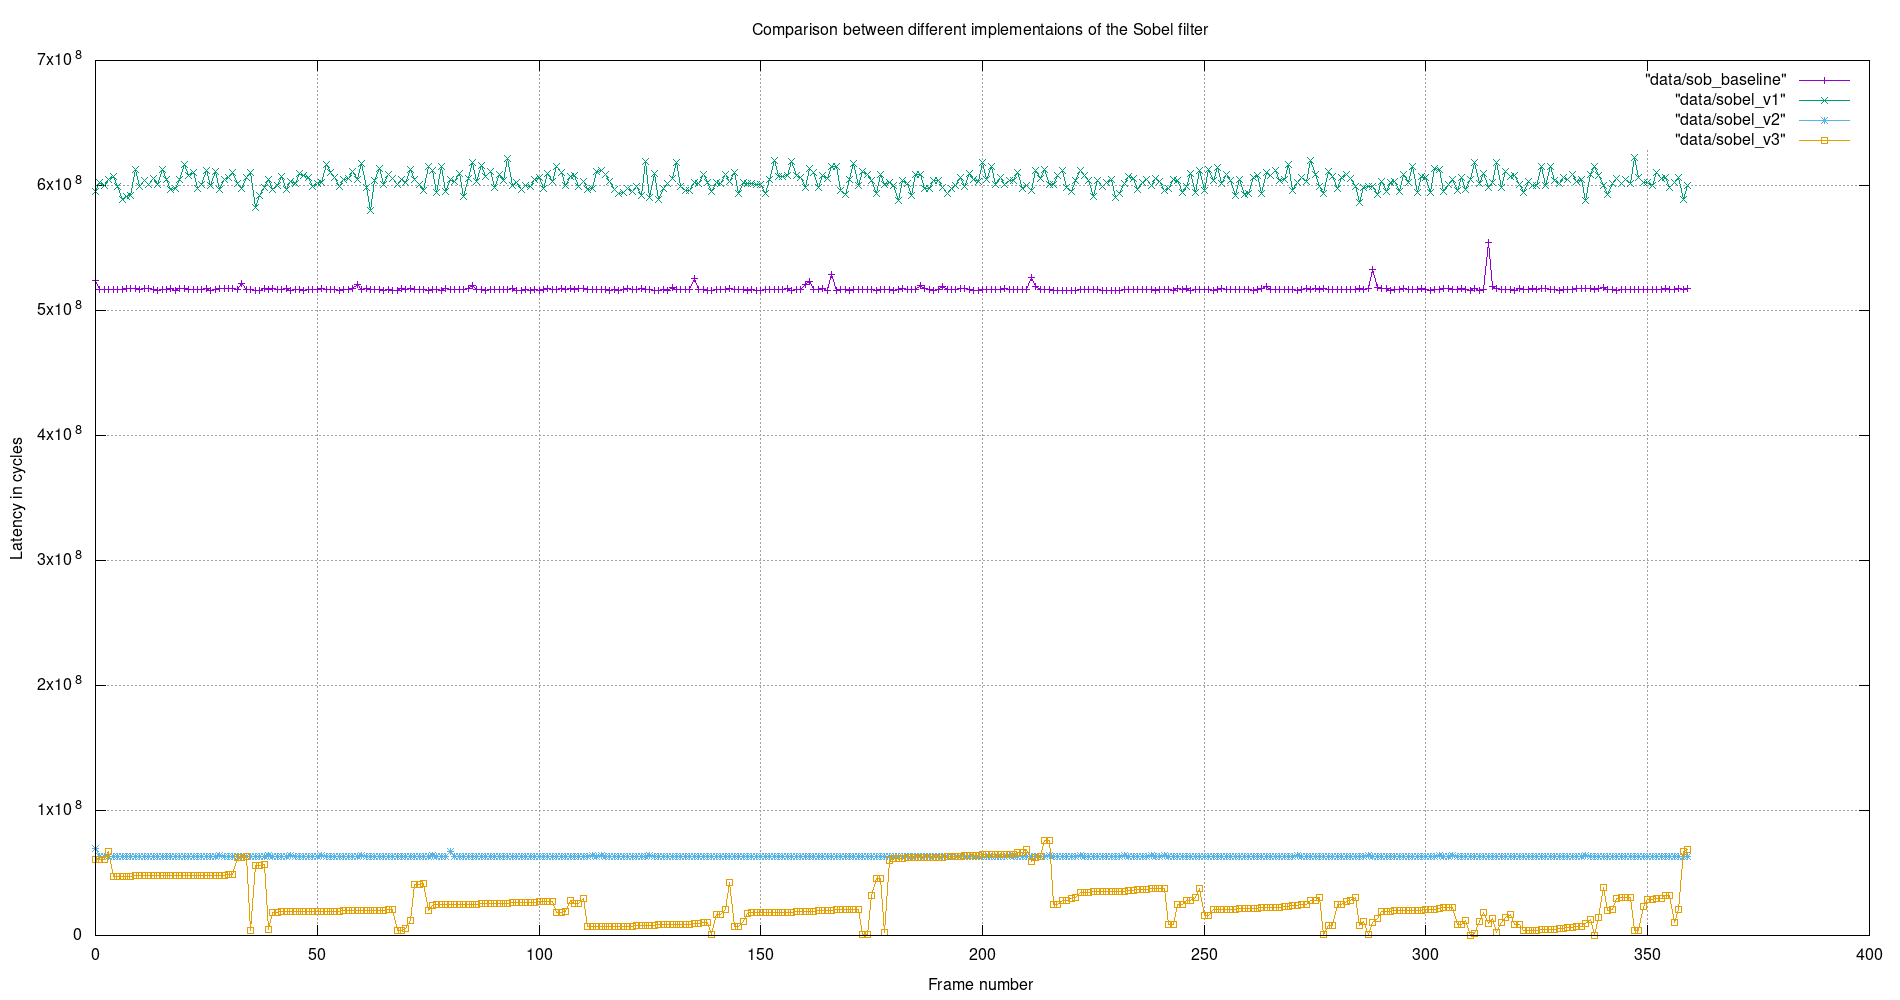 Comparison between different implementaions of the Sobel filter
7x10^8
6x10^8
5x10^8
4x10^8
3x10^8
2x10^8
1x10^8
0
Latency in cycles
"data/sob_baseline"
"data/sobel_v1"
"data/sobel_v2"
"data/sobel_v3"
0 50 100 150 200 250 300 350 400
Frame number